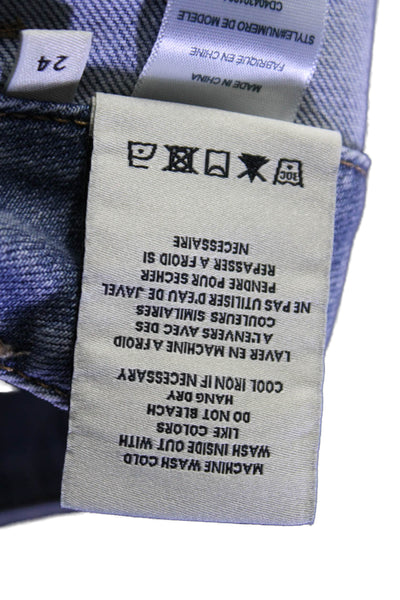 MACHINE WASH COLD
WASH INSIDE OUT WITH
LIKE COLORS
DO NOT BLEACH
HANG DRY
COOL IRON IF NECESSARY
LAVER EN MACHINE A FROID
A L'ENVERS AVEC DES
COULEURS SIMILAIRES
NE PAS UTILISER D'EAU DE JAVEL
PENDRE POUR SÉCHER
REPASSER A FROID SI
NECESSAIRE
30C
MADE IN CHINA
FABRIQUE EN CHINE
STYLE#/NUMERO DE MODELE
24